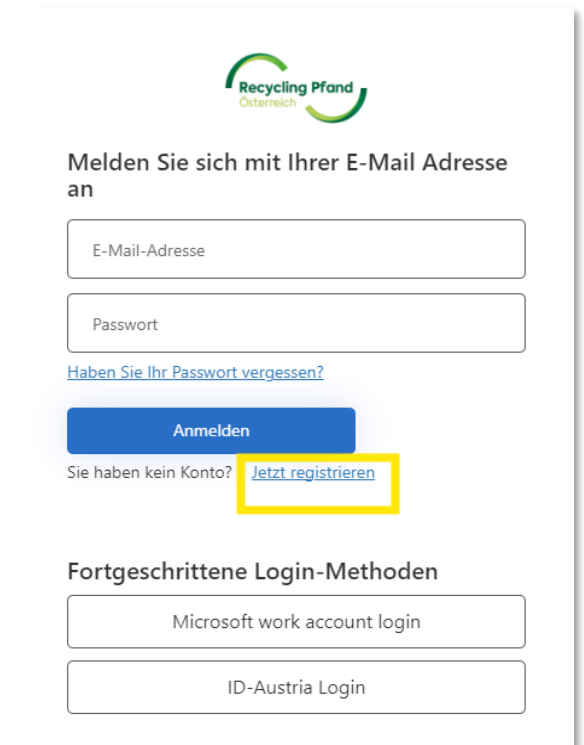 Recycling Pfand
Österreich
Melden Sie sich mit Ihrer E-Mail Adresse
an
E-Mail-Adresse
Passwort
Haben Sie Ihr Passwort vergessen?
Anmelden
Sie haben kein Konto? Jetzt registrieren
Fortgeschrittene Login-Methoden
Microsoft work account login
ID-Austria Login